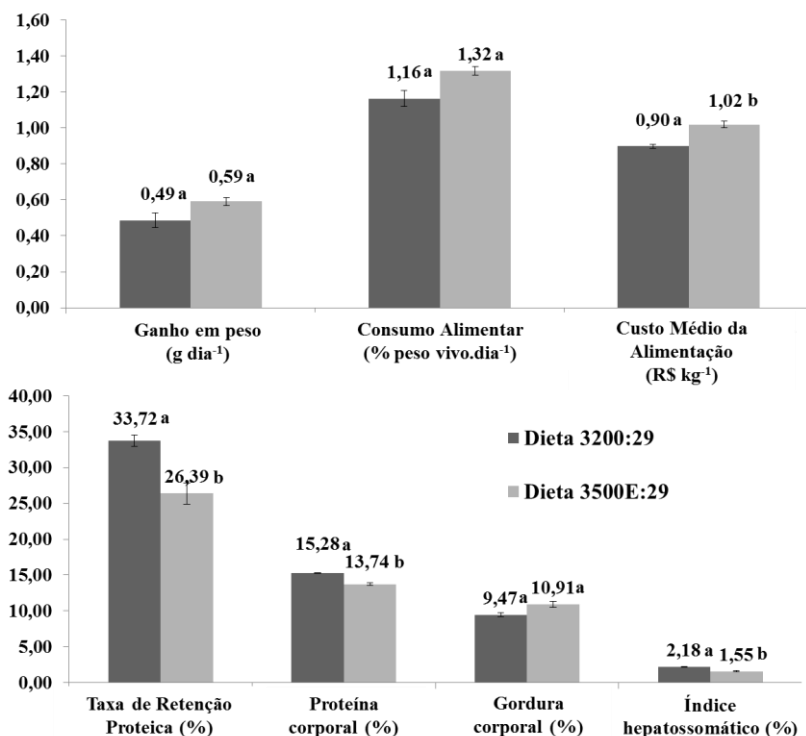 1,60
1,40
1,20
1,00
0,80
0,60
0,40
0,20
0,00
0,49 a
0,59 a
1,16 a
1,32 a
0,90 a
1,02 b
Ganho em peso
(g dia⁻¹)
Consumo Alimentar
(% peso vivo.dia⁻¹)
Custo Médio da
Alimentação
(R$ kg⁻¹)
40,00
35,00
30,00
25,00
20,00
15,00
10,00
5,00
0,00
33,72 a
26,39 b
15,28 a
13,74 b
9,47 a
10,91a
2,18 a
1,55 b
Dieta 3200:29
Dieta 3500E:29
Taxa de Retenção
Proteica (%)
Proteína
corporal (%)
Gordura
corporal (%)
Índice
hepatossomático (%)